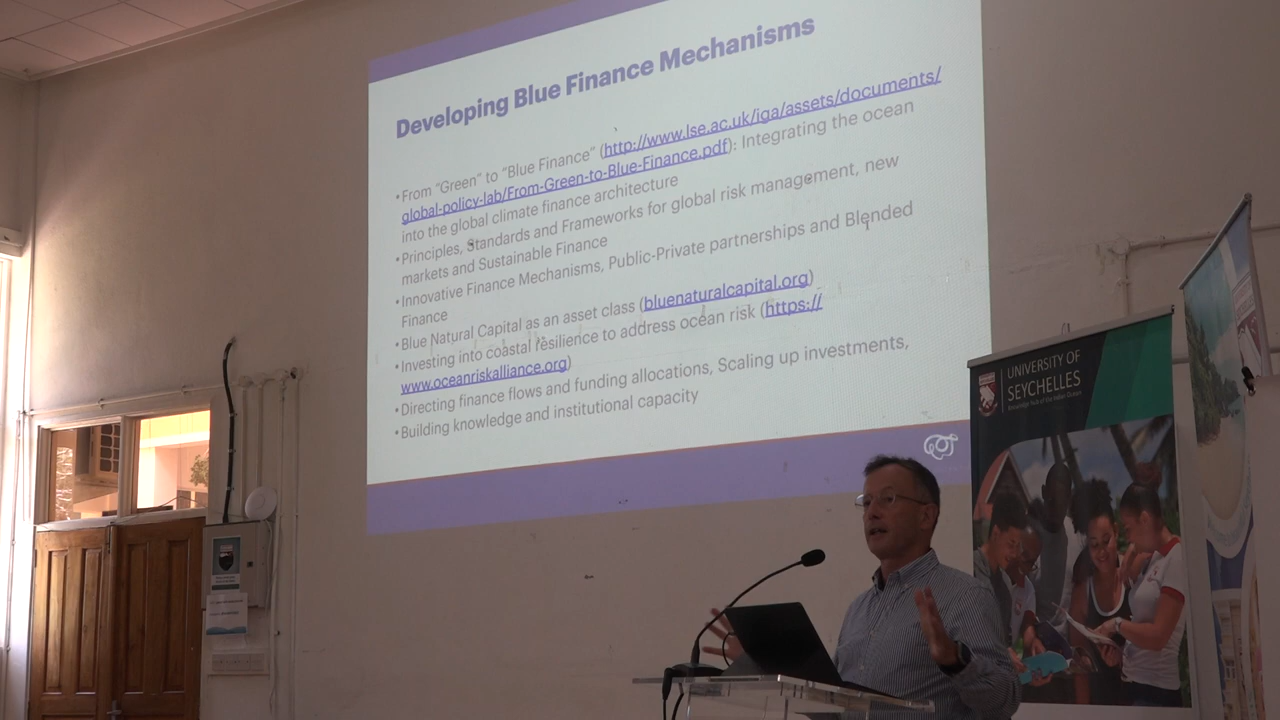 Developing Blue Finance Mechanisms
• From "Green" to "Blue Finance" (http://www.lse.ac.uk/iga/assets/documents/
global-policy-lab/From-Green-to-Blue-Finance.pdf): Integrating the ocean
into the global climate finance architecture
• Principles, Standards and Frameworks for global risk management, new
markets and Sustainable Finance
• Innovative Finance Mechanisms, Public-Private partnerships and Blended
Finance
• Blue Natural Capital as an asset class (bluenaturalcapital.org)
• Investing into coastal resilience to address ocean risk (https://
www.oceanriskalliance.org)
• Directing finance flows and funding allocations, Scaling up investments,
• Building knowledge and institutional capacity
UNIVERSITY OF
SEYCHELLES